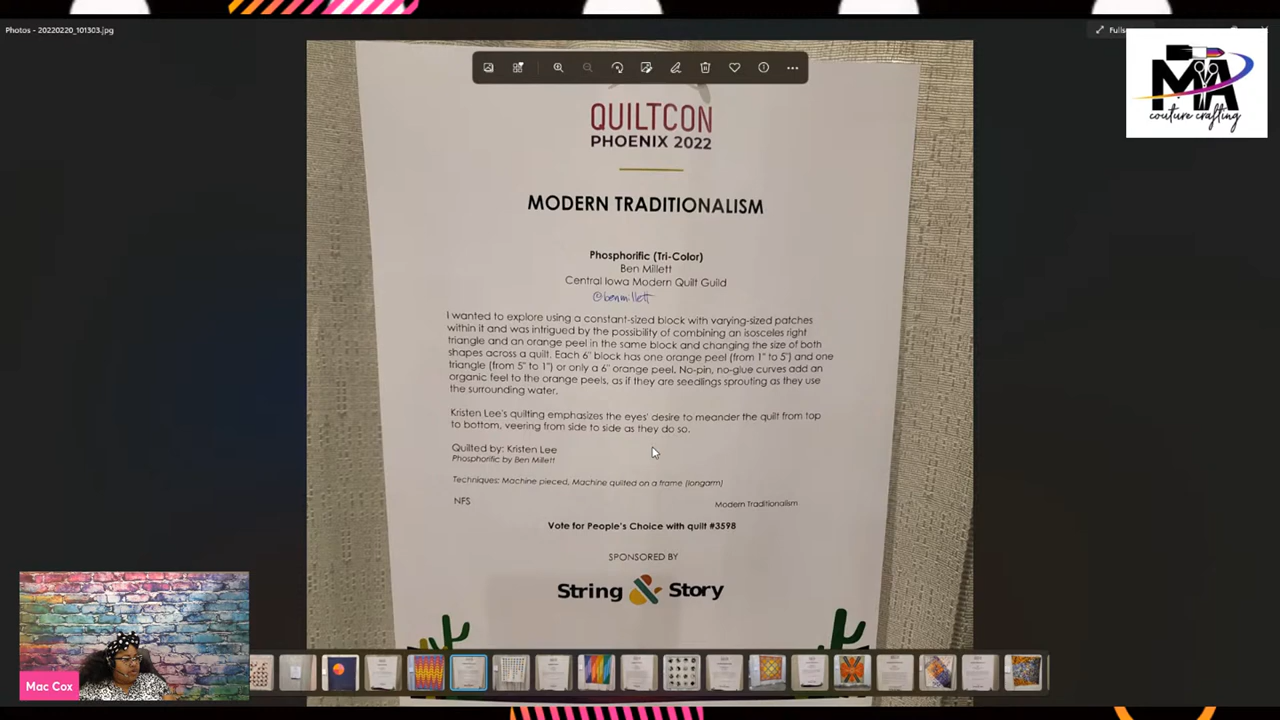 Photos - 20220220_101303.jpg
MA
couture crafting
QUILTCON
PHOENIX 2022
MODERN TRADITIONALISM
Phosphorific (Tri-Color)
Ben Millett
Central Iowa Modern Quilt Guild
@benmillett
I wanted to explore using a constant-sized block with varying-sized patches
within it and was intrigued by the possibility of combining an isosceles right
triangle and an orange peel in the same block and changing the size of both
shapes across a quilt. Each 6" block has one orange peel (from 1" to 5") and one
triangle (from 5" to 1") or only a 6" orange peel. No-pin, no-glue curves add an
organic feel to the orange peels, as if they are seedlings sprouting as they use
the surrounding water.
Kristen Lee's quilting emphasizes the eyes' desire to meander the quilt from top
to bottom, veering from side to side as they do so.
Quilted by: Kristen Lee
Phosphorific by Ben Millett
Techniques: Machine pieced, Machine quilted on a frame (longarm)
NFS Modern Traditionalism
Vote for People's Choice with quilt #3598
SPONSORED BY
String & Story
Mac Cox